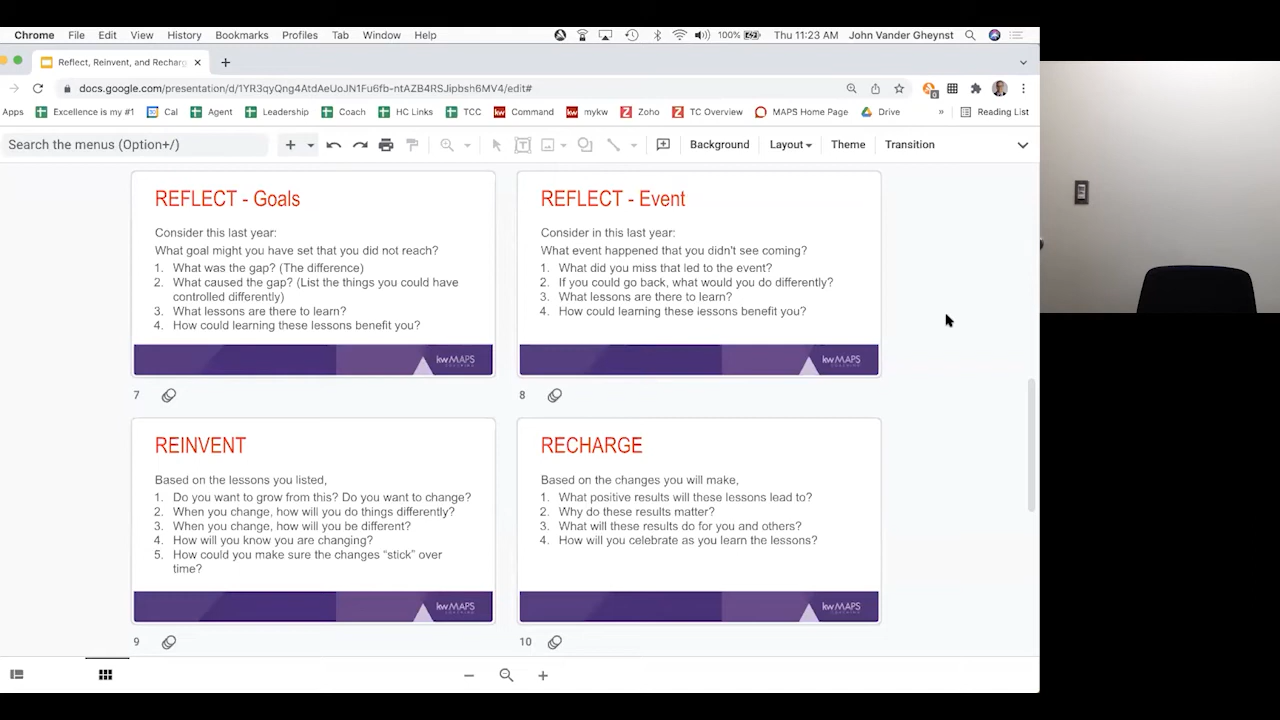 Chrome File Edit View History Bookmarks Profiles Tab Window Help 100% Thu 11:23 AM John Vander Gheynst
Reflect, Reinvent, and Recharg
docs.google.com/presentation/d/1YR3qyQng4AtdAeUoJN1Fu6fb-ntAZB4RSJipbsh6MV4/edit#
Apps Excellence is my #1 Cal Agent Leadership Coach HC Links TCC Command mykw Zoho TC Overview MAPS Home Page Drive » Reading List
Search the menus (Option+/) Background Layout Theme Transition
REFLECT - Goals
Consider this last year:
What goal might you have set that you did not reach?
1. What was the gap? (The difference)
2. What caused the gap? (List the things you could have
controlled differently)
3. What lessons are there to learn?
4. How could learning these lessons benefit you?
kw MAPS
COACHING
7
REFLECT - Event
Consider in this last year:
What event happened that you didn't see coming?
1. What did you miss that led to the event?
2. If you could go back, what would you do differently?
3. What lessons are there to learn?
4. How could learning these lessons benefit you?
kw MAPS
COACHING
8
REINVENT
Based on the lessons you listed,
1. Do you want to grow from this? Do you want to change?
2. When you change, how will you do things differently?
3. When you change, how will you be different?
4. How will you know you are changing?
5. How could you make sure the changes “stick” over
time?
kw MAPS
COACHING
9
RECHARGE
Based on the changes you will make,
1. What positive results will these lessons lead to?
2. Why do these results matter?
3. What will these results do for you and others?
4. How will you celebrate as you learn the lessons?
kw MAPS
COACHING
10